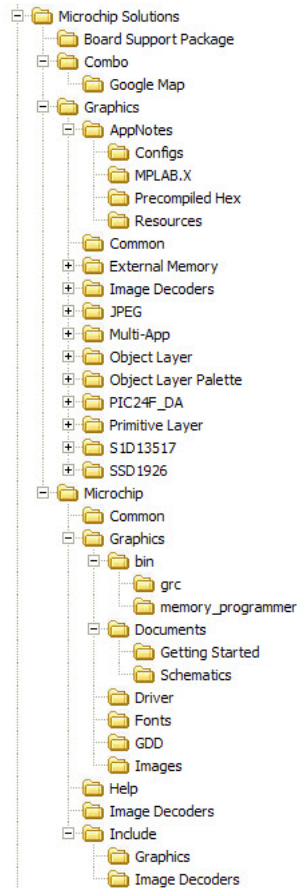 Microchip Solutions
Board Support Package
Combo
Google Map
Graphics
AppNotes
Configs
MPLAB.X
Precompiled Hex
Resources
Common
External Memory
Image Decoders
JPEG
Multi-App
Object Layer
Object Layer Palette
PIC24F_DA
Primitive Layer
S1D13517
SSD1926
Microchip
Common
Graphics
bin
grc
memory_programmer
Documents
Getting Started
Schematics
Driver
Fonts
GDD
Images
Help
Image Decoders
Include
Graphics
Image Decoders